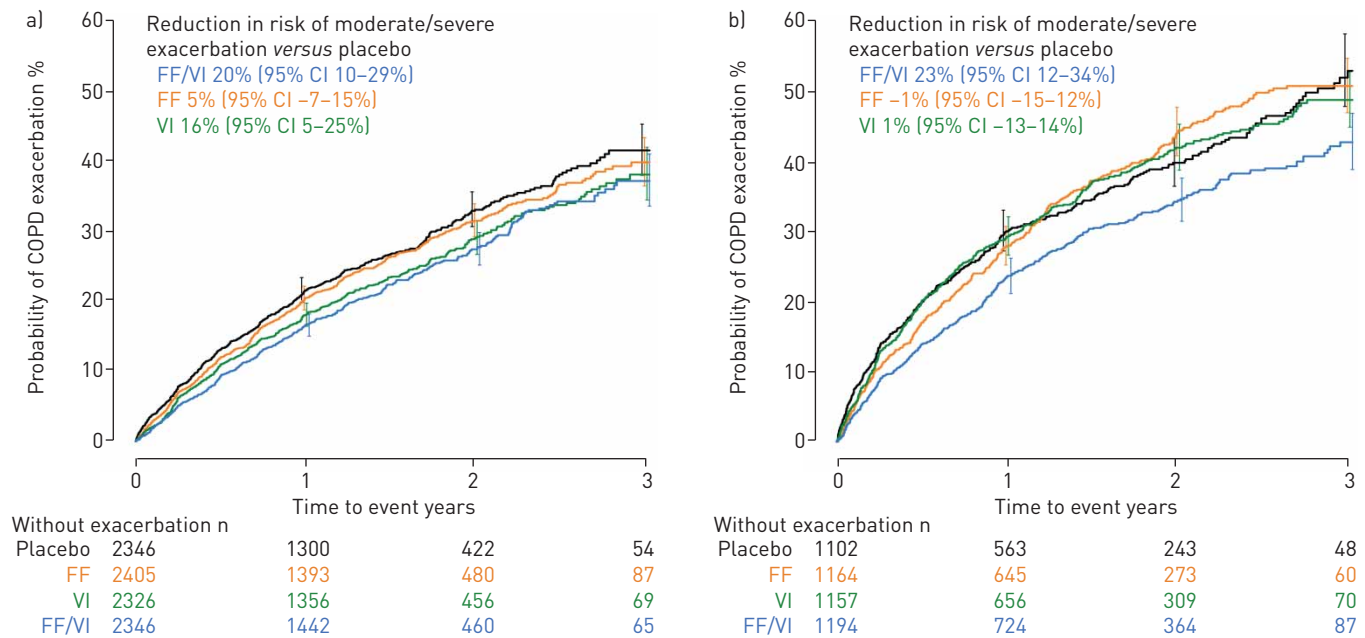 a)
Reduction in risk of moderate/severe
exacerbation versus placebo
FF/VI 20% (95% CI 10–29%)
FF 5% (95% CI –7–15%)
VI 16% (95% CI 5–25%)
Probability of COPD exacerbation %
60
50
40
30
20
10
0
0 1 2 3
Time to event years
Without exacerbation n
Placebo 2346 1300 422 54
FF 2405 1393 480 87
VI 2326 1356 456 69
FF/VI 2346 1442 460 65
b)
Reduction in risk of moderate/severe
exacerbation versus placebo
FF/VI 23% (95% CI 12–34%)
FF –1% (95% CI –15–12%)
VI 1% (95% CI –13–14%)
Probability of COPD exacerbation %
60
50
40
30
20
10
0
0 1 2 3
Time to event years
Without exacerbation n
Placebo 1102 563 243 48
FF 1164 645 273 60
VI 1157 656 309 70
FF/VI 1194 724 364 87